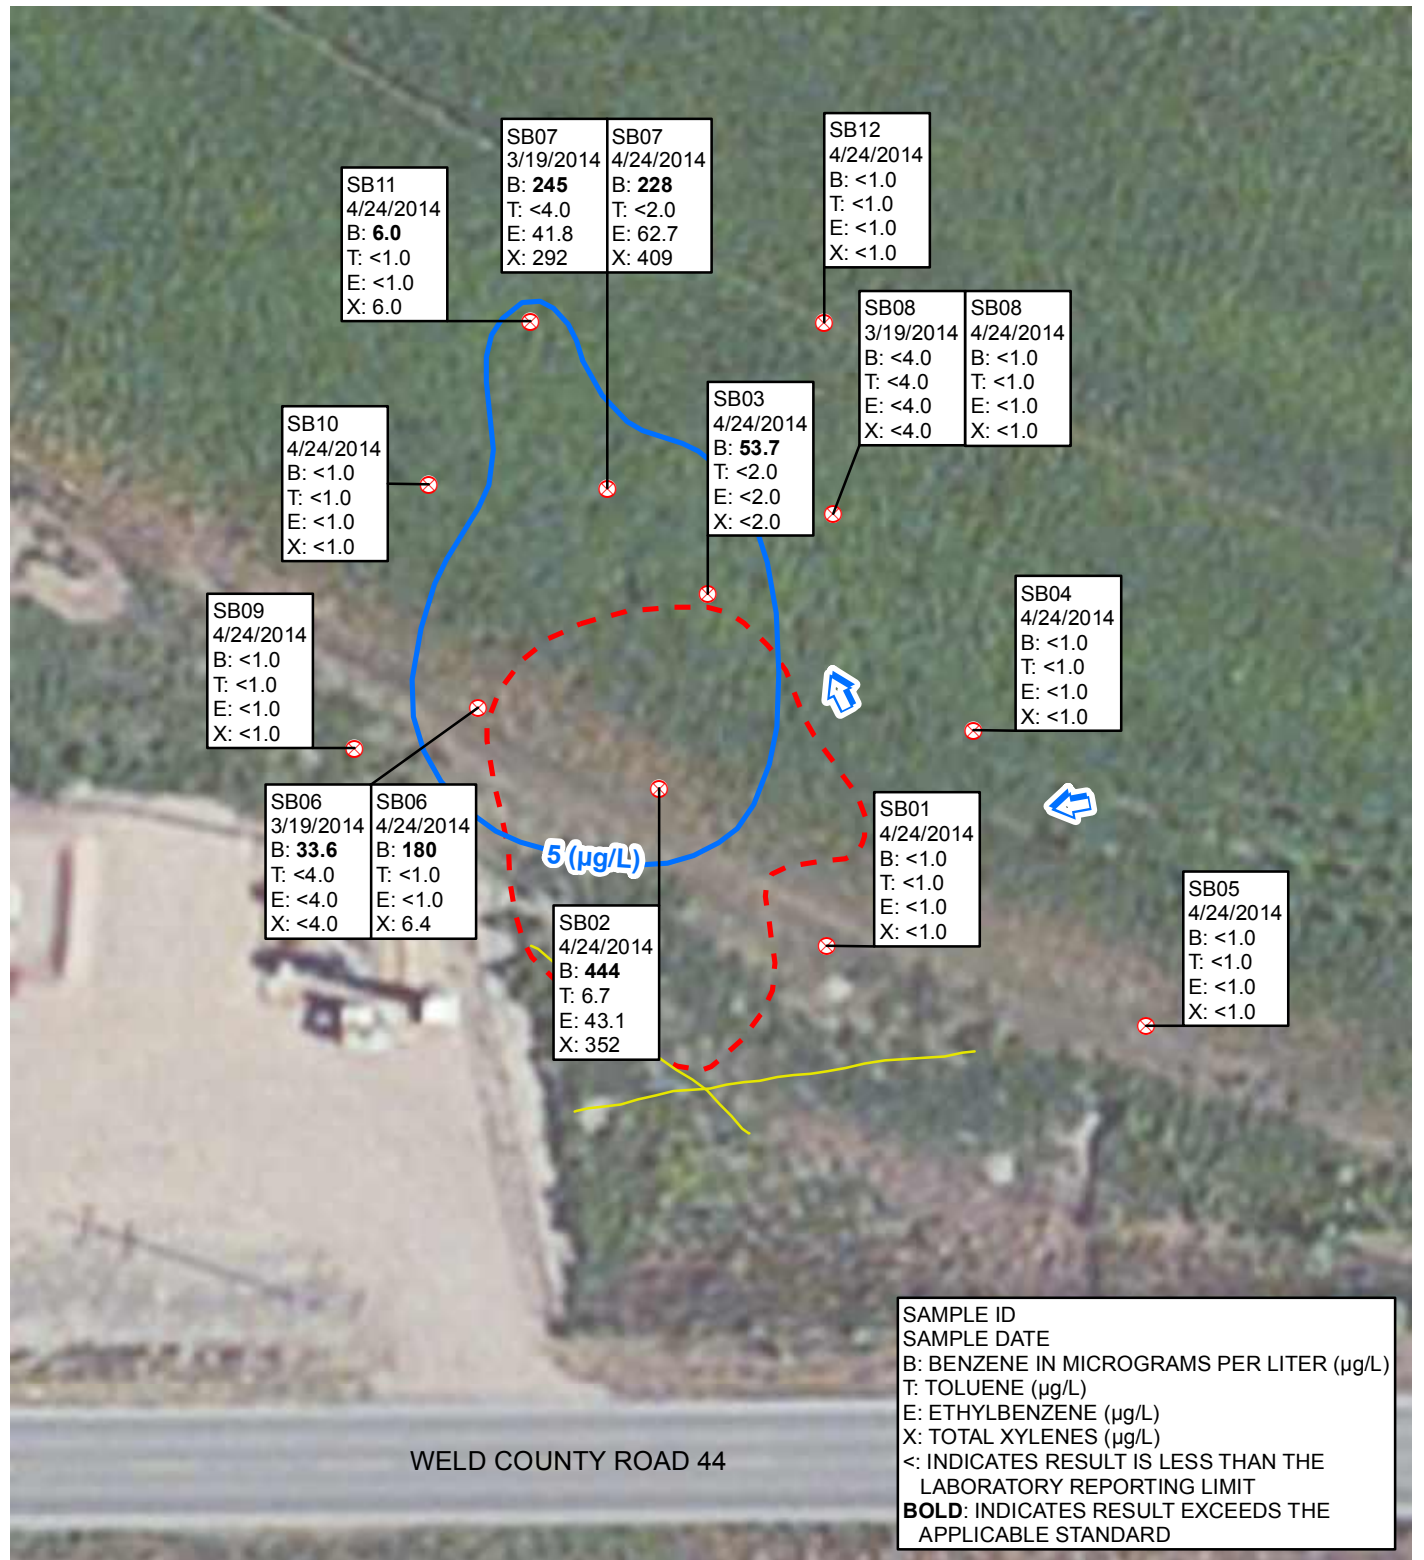 SB07
3/19/2014
B: 245
T: <4.0
E: 41.8
X: 292
SB07
4/24/2014
B: 228
T: <2.0
E: 62.7
X: 409
SB12
4/24/2014
B: <1.0
T: <1.0
E: <1.0
X: <1.0
SB11
4/24/2014
B: 6.0
T: <1.0
E: <1.0
X: 6.0
SB08
3/19/2014
B: <4.0
T: <4.0
E: <4.0
X: <4.0
SB08
4/24/2014
B: <1.0
T: <1.0
E: <1.0
X: <1.0
SB03
4/24/2014
B: 53.7
T: <2.0
E: <2.0
X: <2.0
SB10
4/24/2014
B: <1.0
T: <1.0
E: <1.0
X: <1.0
SB04
4/24/2014
B: <1.0
T: <1.0
E: <1.0
X: <1.0
SB09
4/24/2014
B: <1.0
T: <1.0
E: <1.0
X: <1.0
SB06
3/19/2014
B: 33.6
T: <4.0
E: <4.0
X: <4.0
SB06
4/24/2014
B: 180
T: <1.0
E: <1.0
X: 6.4
5 (µg/L)
SB01
4/24/2014
B: <1.0
T: <1.0
E: <1.0
X: <1.0
SB05
4/24/2014
B: <1.0
T: <1.0
E: <1.0
X: <1.0
SB02
4/24/2014
B: 444
T: 6.7
E: 43.1
X: 352
WELD COUNTY ROAD 44
SAMPLE ID
SAMPLE DATE
B: BENZENE IN MICROGRAMS PER LITER (µg/L)
T: TOLUENE (µg/L)
E: ETHYLBENZENE (µg/L)
X: TOTAL XYLENES (µg/L)
<: INDICATES RESULT IS LESS THAN THE
LABORATORY REPORTING LIMIT
BOLD: INDICATES RESULT EXCEEDS THE
APPLICABLE STANDARD